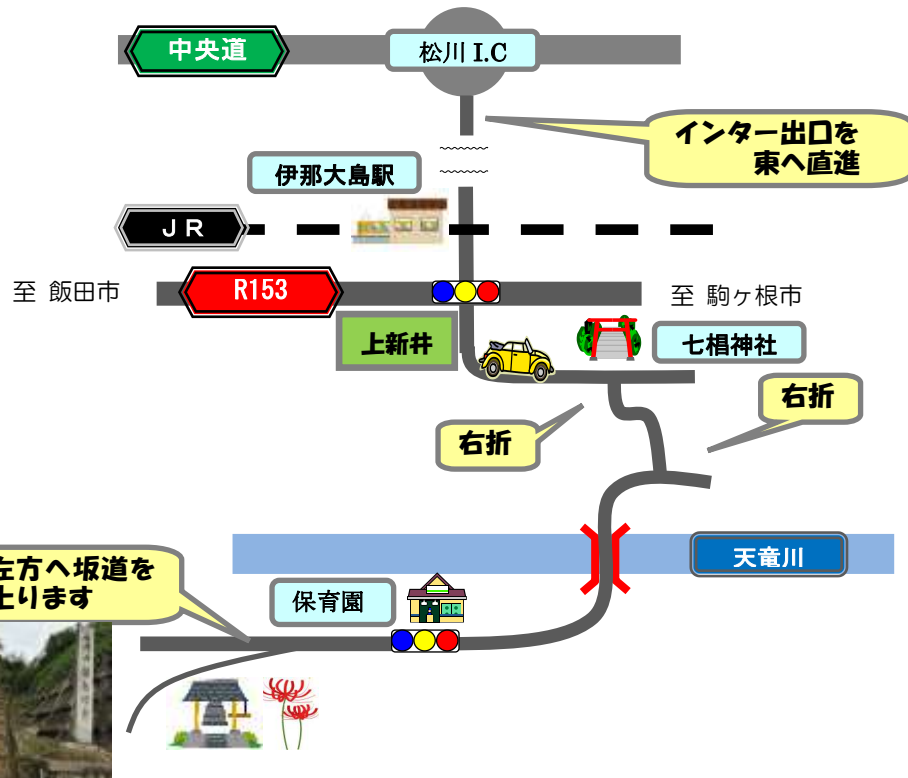 中央道
松川 I.C
インター出口を
東へ直進
伊那大島駅
ＪＲ
至 飯田市
R153
至 駒ヶ根市
上新井
七椙神社
右折
右折
天竜川
左方へ坂道を
上ります
保育園